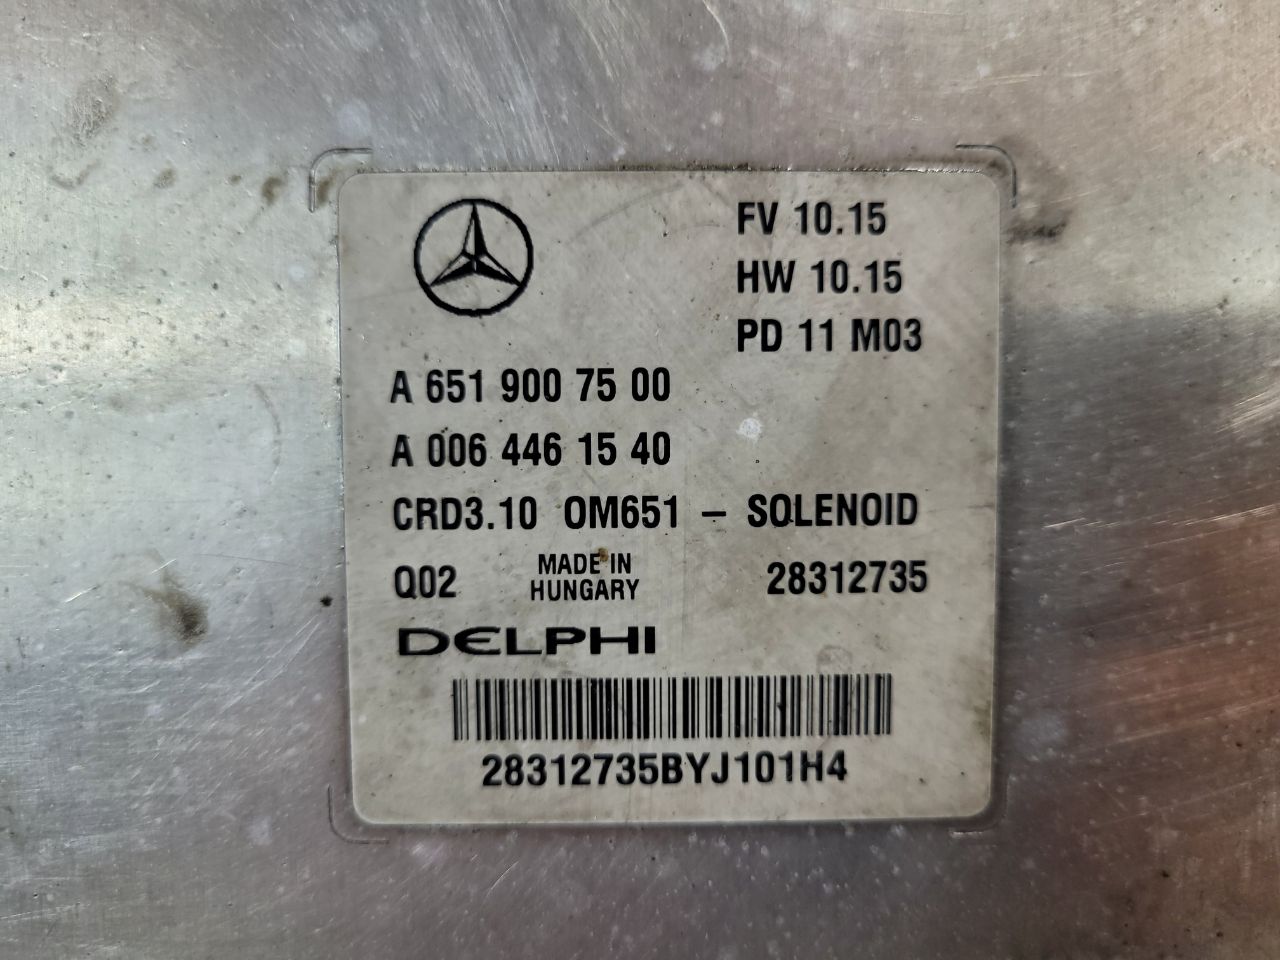 FV 10.15
HW 10.15
PD 11 M03
A 651 900 75 00
A 006 446 15 40
CRD3.10 OM651 – SOLENOID
Q02 MADE IN HUNGARY 28312735
DELPHI
28312735BYJ101H4